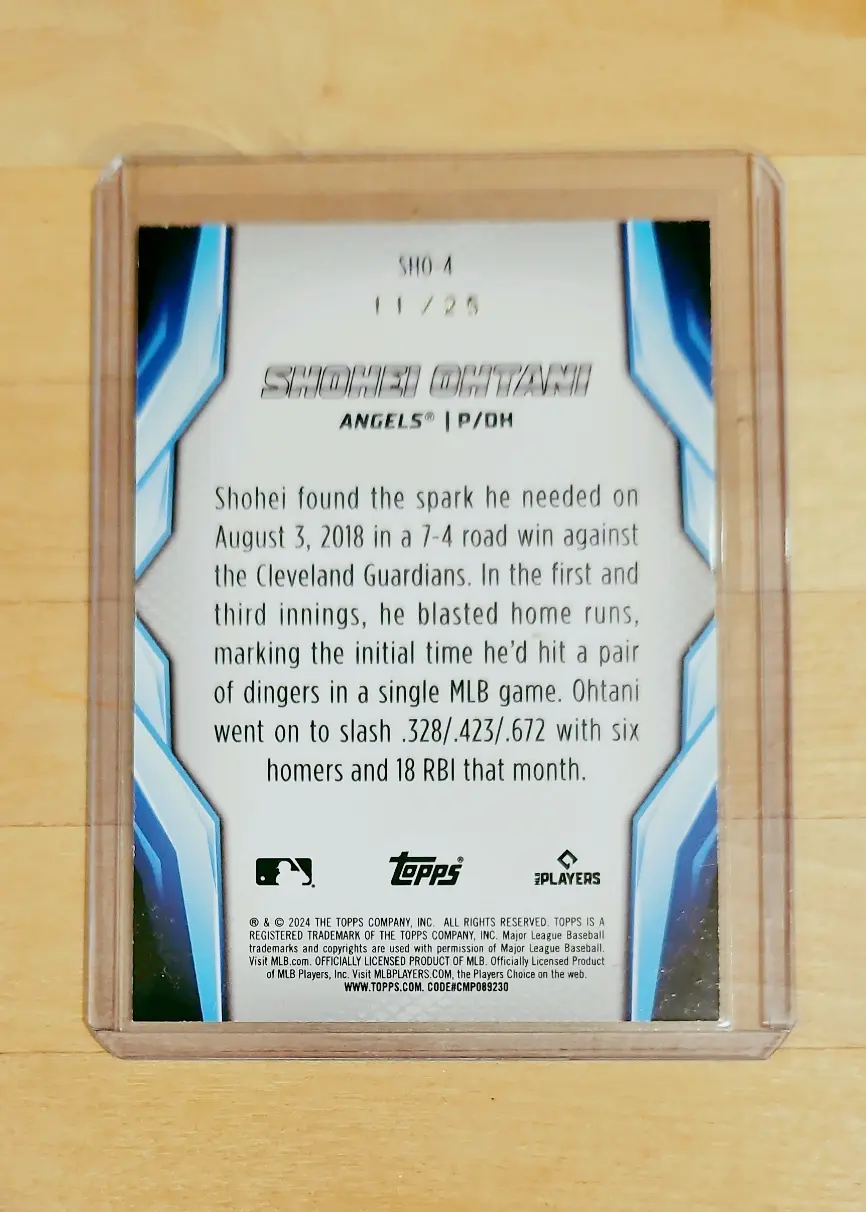 SHO-4
11/25
SHOHEI OHTANI
ANGELS® | P/DH
Shohei found the spark he needed on
August 3, 2018 in a 7-4 road win against
the Cleveland Guardians. In the first and
third innings, he blasted home runs,
marking the initial time he'd hit a pair
of dingers in a single MLB game. Ohtani
went on to slash .328/.423/.672 with six
homers and 18 RBI that month.
Topps® MLB PLAYERS
® & © 2024 THE TOPPS COMPANY, INC. ALL RIGHTS RESERVED. TOPPS IS A
REGISTERED TRADEMARK OF THE TOPPS COMPANY, INC. Major League Baseball
trademarks and copyrights are used with permission of Major League Baseball.
Visit MLB.com. OFFICIALLY LICENSED PRODUCT OF MLB. Officially Licensed Product
of MLB Players, Inc. Visit MLBPLAYERS.COM, the Players Choice on the web.
WWW.TOPPS.COM. CODE#CMP089230